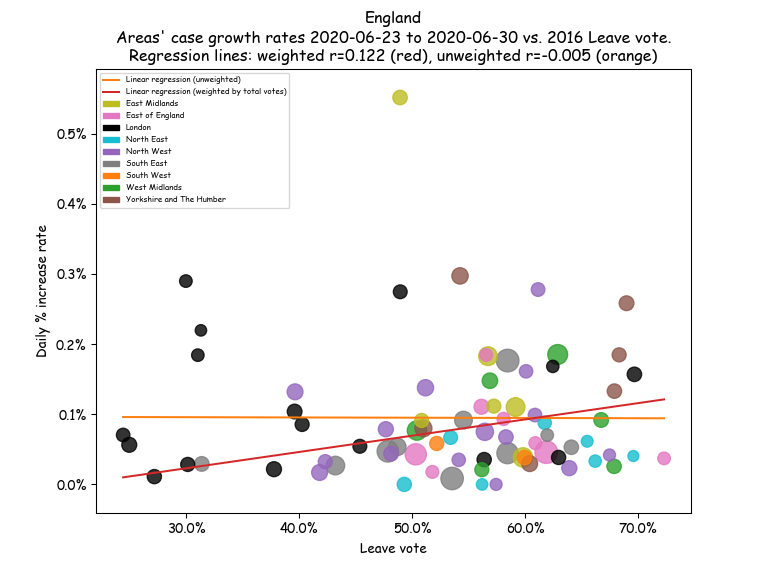 England
Areas' case growth rates 2020-06-23 to 2020-06-30 vs. 2016 Leave vote.
Regression lines: weighted r=0.122 (red), unweighted r=-0.005 (orange)
Linear regression (unweighted)
Linear regression (weighted by total votes)
East Midlands
East of England
London
North East
North West
South East
South West
West Midlands
Yorkshire and The Humber
0.5%
0.4%
0.3%
0.2%
0.1%
0.0%
Daily % increase rate
30.0% 40.0% 50.0% 60.0% 70.0%
Leave vote